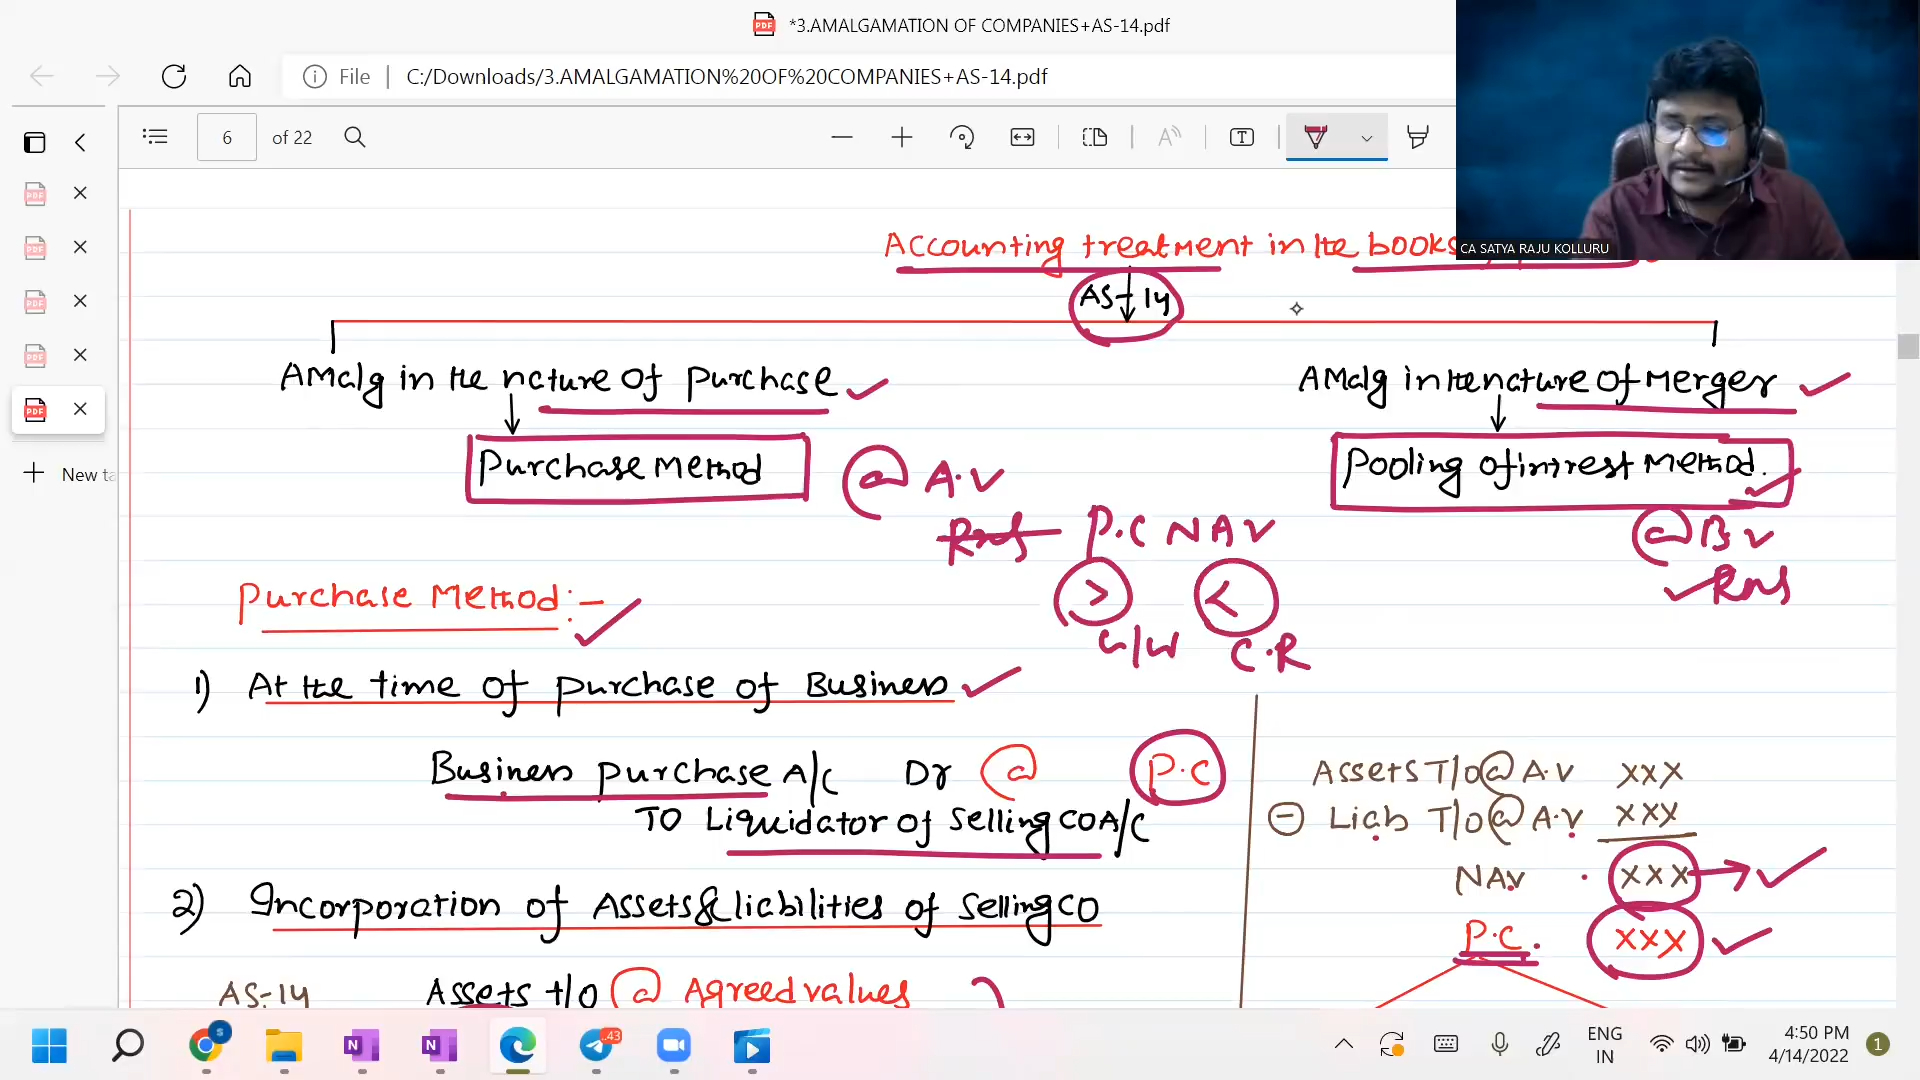 *3.AMALGAMATION OF COMPANIES+AS-14.pdf
File | C:/Downloads/3.AMALGAMATION%20OF%20COMPANIES+AS-14.pdf
6 of 22
CA SATYA RAJU KOLLURU
Accounting treatment in the books
AS-14
Amalg in the nature of purchase
Amalg in the nature of Merger
Purchase Method
@ A.V
Pooling of intrest Method.
@ B.v
P.C NAV
> <
G/W C.R
Purchase Method:-
1) At the time of purchase of Business
Business purchase A/C Dr @ P.C
TO Liquidator of selling CO A/C
Assets T/o @ A.V XXX
- Liab T/o @ A.V XXX
NAV XXX
P.C. XXX
2) Incorporation of Assets & liabilities of selling CO
AS-14 Assets t/o @ Agreed values
New ta
43
ENG
IN
4:50 PM
4/14/2022
1